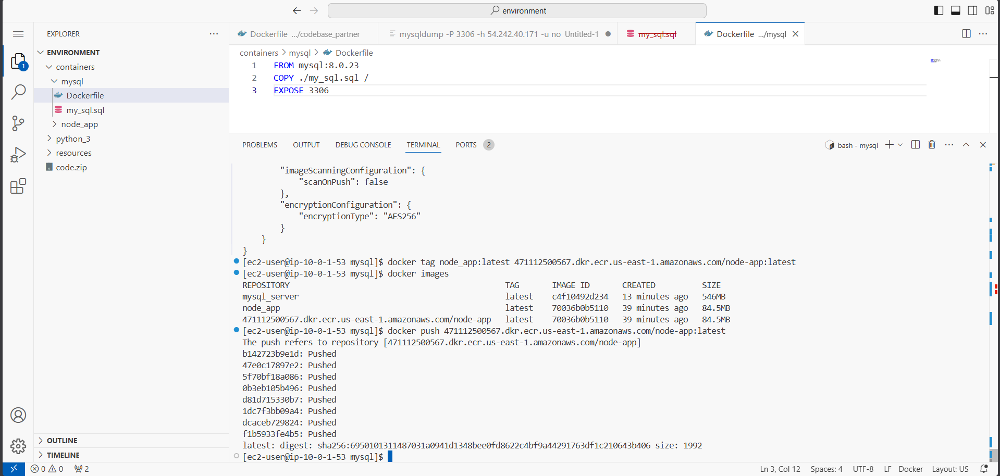 environment
EXPLORER
ENVIRONMENT
containers
mysql
Dockerfile
my_sql.sql
node_app
python_3
resources
code.zip
OUTLINE
TIMELINE
1
Dockerfile .../codebase_partner
mysqldump -P 3306 -h 54.242.40.171 -u no Untitled-1
my_sql.sql
Dockerfile .../mysql
containers > mysql > Dockerfile
1 FROM mysql:8.0.23
2 COPY ./my_sql.sql /
3 EXPOSE 3306
PROBLEMS OUTPUT DEBUG CONSOLE TERMINAL PORTS 2
bash - mysql
"imageScanningConfiguration": {
"scanOnPush": false
},
"encryptionConfiguration": {
"encryptionType": "AES256"
}
}
}
[ec2-user@ip-10-0-1-53 mysql]$ docker tag node_app:latest 471112500567.dkr.ecr.us-east-1.amazonaws.com/node-app:latest
[ec2-user@ip-10-0-1-53 mysql]$ docker images
REPOSITORY TAG IMAGE ID CREATED SIZE
mysql_server latest c4f10492d234 13 minutes ago 546MB
node_app latest 70036b0b5110 39 minutes ago 84.5MB
471112500567.dkr.ecr.us-east-1.amazonaws.com/node-app latest 70036b0b5110 39 minutes ago 84.5MB
[ec2-user@ip-10-0-1-53 mysql]$ docker push 471112500567.dkr.ecr.us-east-1.amazonaws.com/node-app:latest
The push refers to repository [471112500567.dkr.ecr.us-east-1.amazonaws.com/node-app]
b142723b9e1d: Pushed
47e0c17897e2: Pushed
5f70bf18a086: Pushed
0b3eb105b496: Pushed
d81d715330b7: Pushed
1dc7f3bb09a4: Pushed
dcaceb729824: Pushed
f1b5933fe4b5: Pushed
latest: digest: sha256:6950101311487031a0941d1348bee0fd8622c4bf9a44291763df1c210643b406 size: 1992
[ec2-user@ip-10-0-1-53 mysql]$
0 0 2
Ln 3, Col 12 Spaces: 4 UTF-8 LF Docker Layout: US